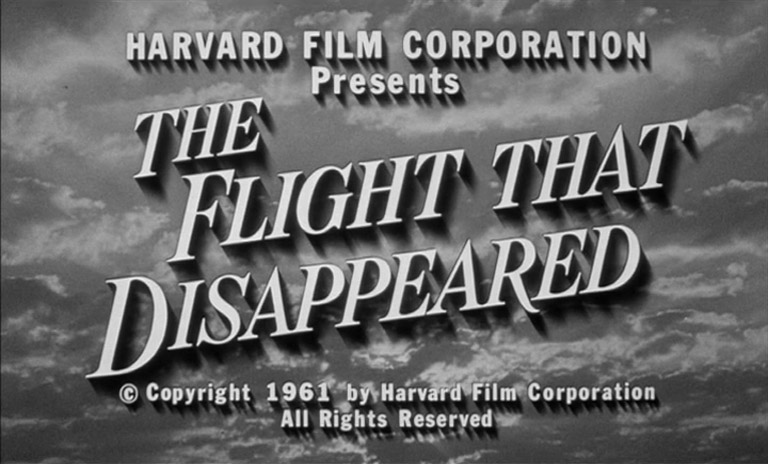 HARVARD FILM CORPORATION
Presents
THE
FLIGHT THAT
DISAPPEARED
© Copyright 1961 by Harvard Film Corporation
All Rights Reserved